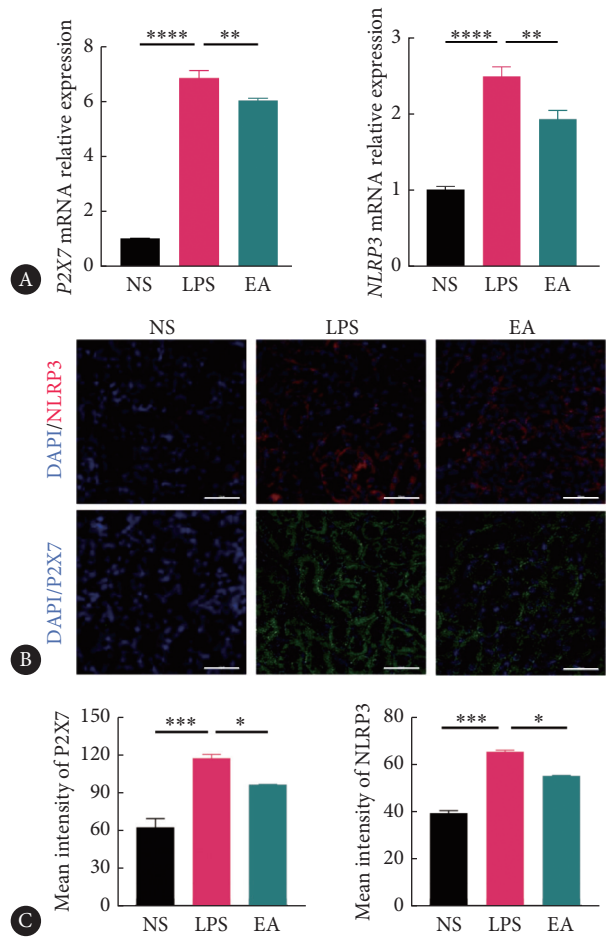 A
P2X7 mRNA relative expression
8
6
4
2
0
****
**
NS LPS EA
NLRP3 mRNA relative expression
3
2
1
0
****
**
NS LPS EA
B
NS LPS EA
DAPI/NLRP3
DAPI/P2X7
C
Mean intensity of P2X7
150
120
90
60
30
0
***
*
NS LPS EA
Mean intensity of NLRP3
80
60
40
20
0
***
*
NS LPS EA